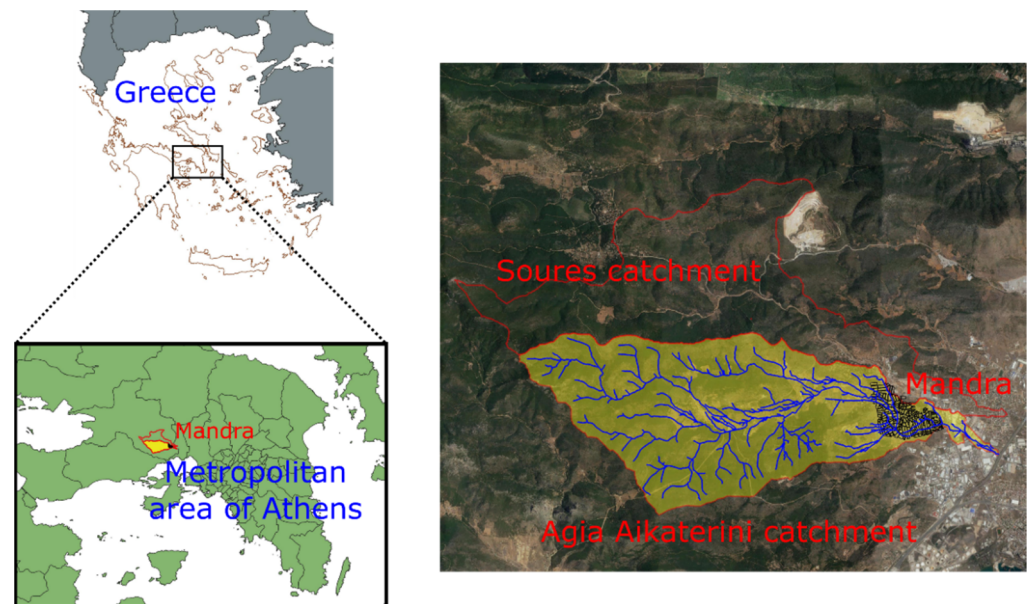 Greece
Mandra
Metropolitan
area of Athens
Soures catchment
Mandra
Agia Aikaterini catchment